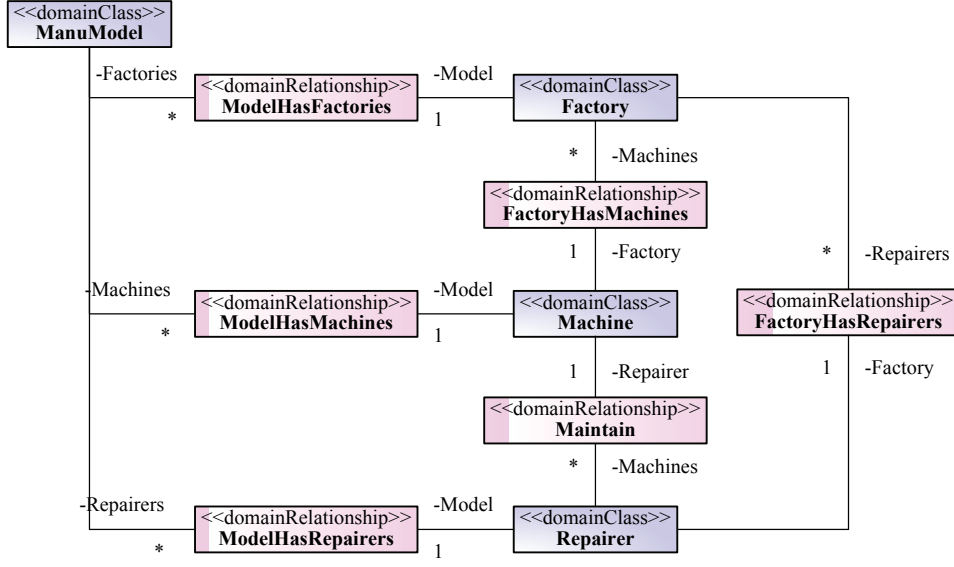 <<domainClass>>
ManuModel
-Factories
*
<<domainRelationship>>
ModelHasFactories
-Model
1
<<domainClass>>
Factory
*
-Machines
<<domainRelationship>>
FactoryHasMachines
1
-Factory
*
-Repairers
<<domainRelationship>>
FactoryHasRepairers
1
-Factory
-Machines
*
<<domainRelationship>>
ModelHasMachines
-Model
1
<<domainClass>>
Machine
1
-Repairer
<<domainRelationship>>
Maintain
*
-Machines
-Repairers
*
<<domainRelationship>>
ModelHasRepairers
-Model
1
<<domainClass>>
Repairer